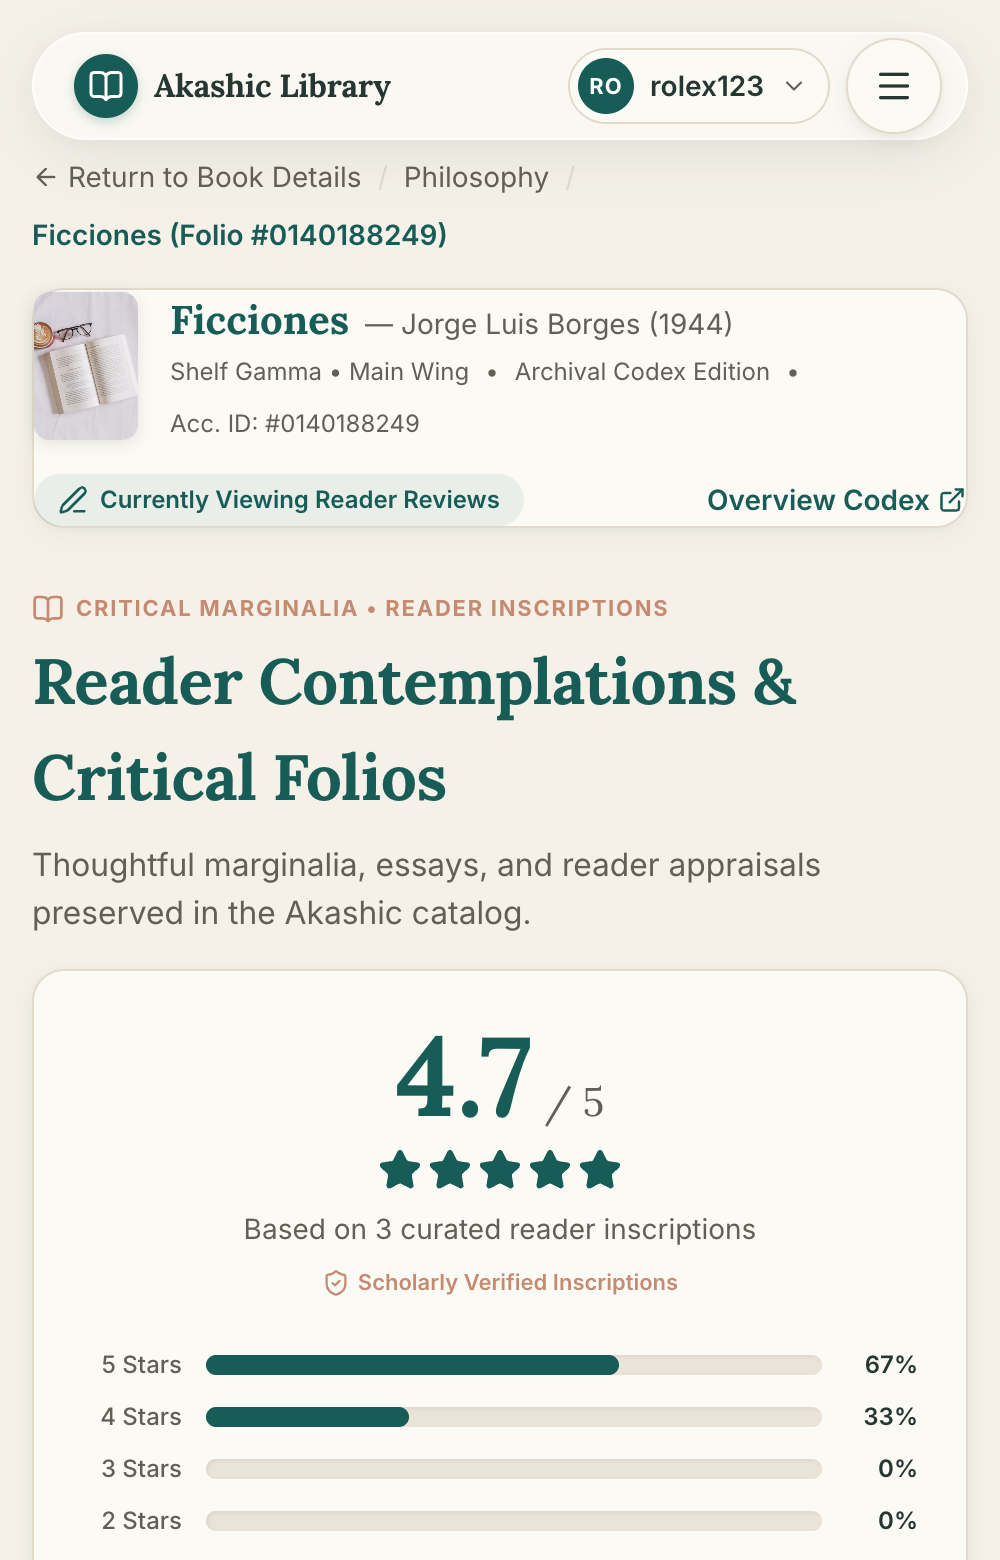 Akashic Library
RO rolex123
Return to Book Details / Philosophy /
Ficciones (Folio #0140188249)
Ficciones — Jorge Luis Borges (1944)
Shelf Gamma • Main Wing • Archival Codex Edition •
Acc. ID: #0140188249
Currently Viewing Reader Reviews
Overview Codex
CRITICAL MARGINALIA • READER INSCRIPTIONS
Reader Contemplations &
Critical Folios
Thoughtful marginalia, essays, and reader appraisals
preserved in the Akashic catalog.
4.7 / 5
Based on 3 curated reader inscriptions
Scholarly Verified Inscriptions
5 Stars 67%
4 Stars 33%
3 Stars 0%
2 Stars 0%